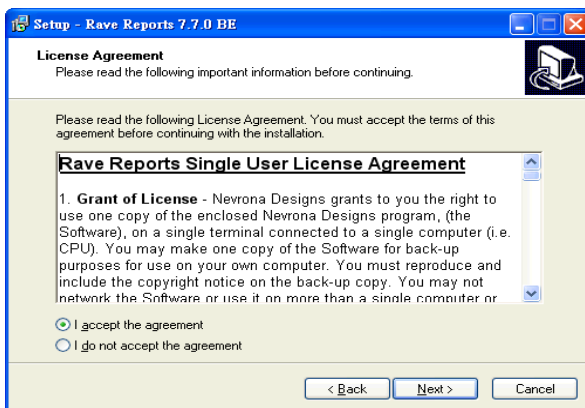 Setup - Rave Reports 7.7.0 BE
License Agreement
Please read the following important information before continuing.
Please read the following License Agreement. You must accept the terms of this
agreement before continuing with the installation.
Rave Reports Single User License Agreement
1. Grant of License - Nevrona Designs grants to you the right to
use one copy of the enclosed Nevrona Designs program, (the
Software), on a single terminal connected to a single computer (i.e.
CPU). You may make one copy of the Software for back-up
purposes for use on your own computer. You must reproduce and
include the copyright notice on the back-up copy. You may not
network the Software or use it on more than a single computer or
I accept the agreement
I do not accept the agreement
< Back
Next >
Cancel